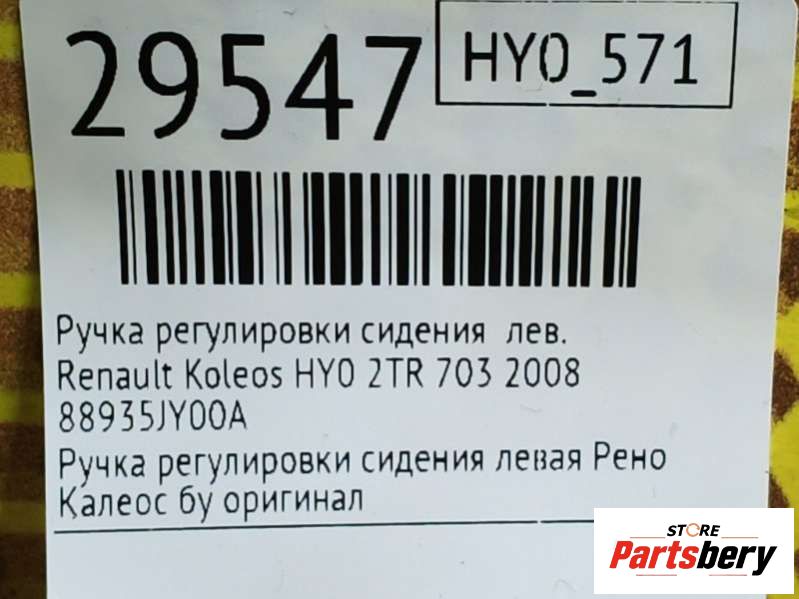 29547
HY0_571
Ручка регулировки сидения лев.
Renault Koleos HY0 2TR 703 2008
88935JY00A
Ручка регулировки сидения левая Рено
Калеос бу оригинал
STORE
Partsbery